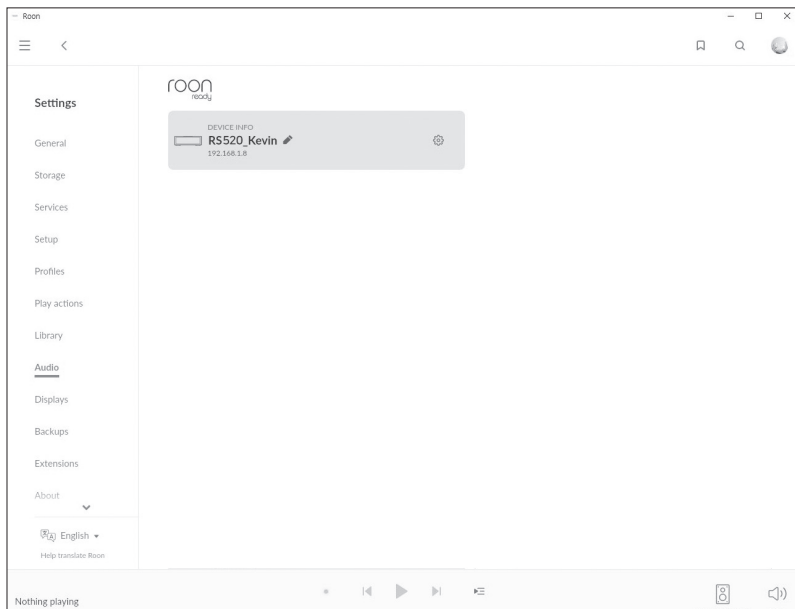 Roon
Settings
General
Storage
Services
Setup
Profiles
Play actions
Library
Audio
Displays
Backups
Extensions
About
English
Help translate Roon
roon
ready
DEVICE INFO
RS520_Kevin
192.168.1.8
Nothing playing